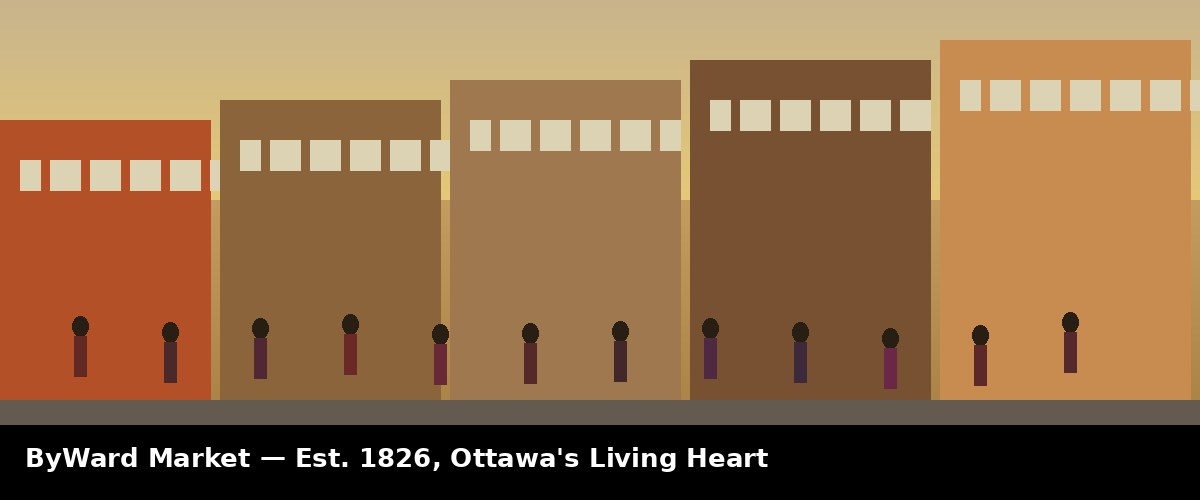 ByWard Market — Est. 1826, Ottawa's Living Heart